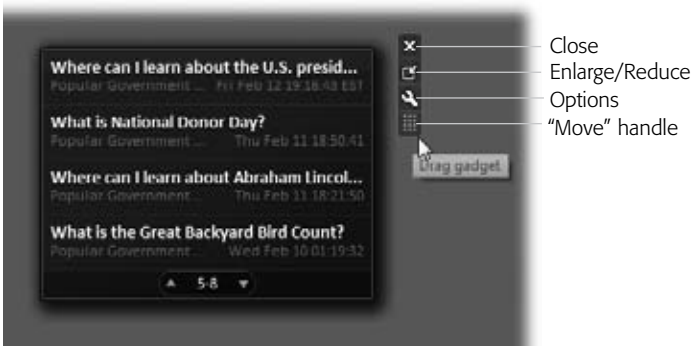 Where can I learn about the U.S. presid...
Popular Government ... Fri Feb 12 19:18:43 EST
What is National Donor Day?
Popular Government ... Thu Feb 11 18:50:41
Where can I learn about Abraham Lincol...
Popular Government ... Thu Feb 11 18:21:50
What is the Great Backyard Bird Count?
Popular Government ... Wed Feb 10 01:19:32
5-8
Close
Enlarge/Reduce
Options
“Move” handle
Drag gadget